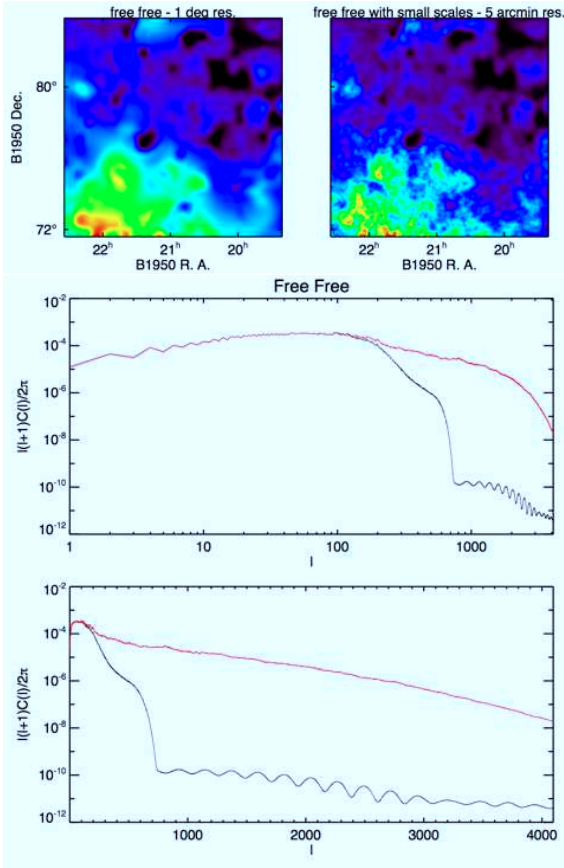 free free - 1 deg res.
free free with small scales - 5 arcmin res.
80°
72°
B1950 Dec.
22h 21h 20h
B1950 R. A.
80°
72°
22h 21h 20h
B1950 R. A.
Free Free
10-2
10-4
10-6
10-8
10-10
10-12
l(l+1)C(l)/2π
1 10 100 1000
l
10-2
10-4
10-6
10-8
10-10
10-12
l(l+1)C(l)/2π
1000 2000 3000 4000
l